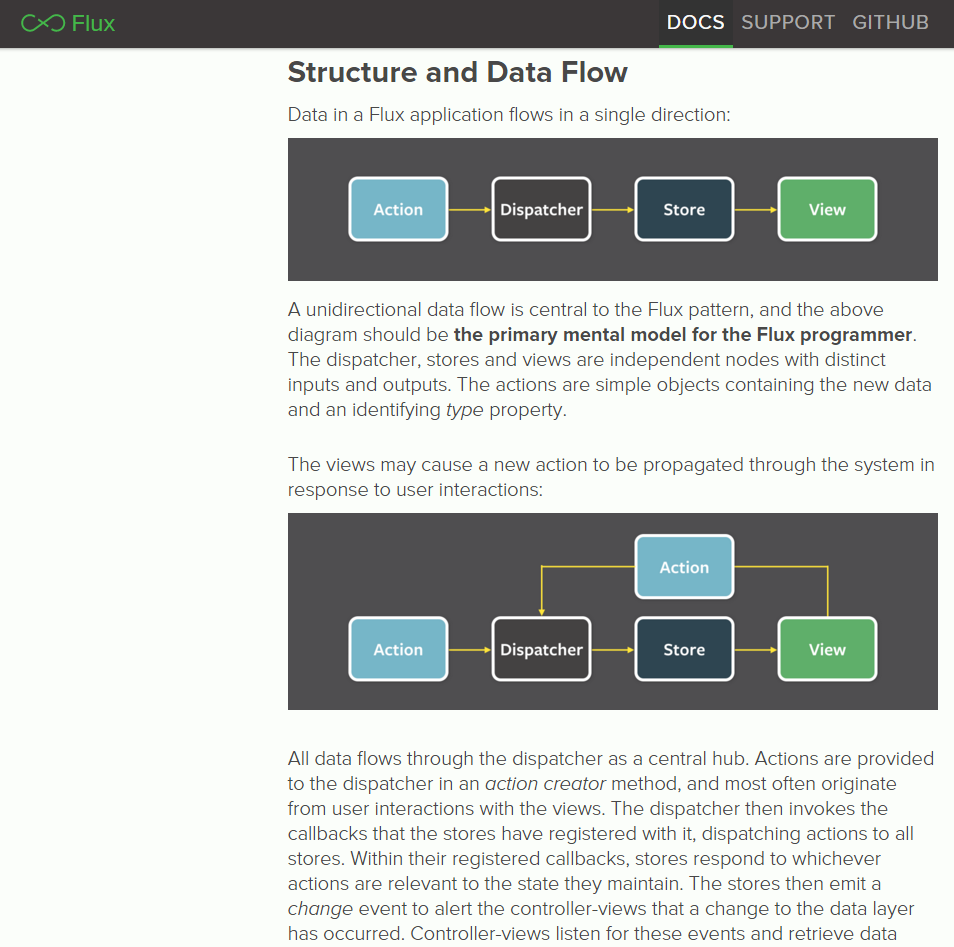 Flux DOCS SUPPORT GITHUB
Structure and Data Flow
Data in a Flux application flows in a single direction:
Action Dispatcher Store View
A unidirectional data flow is central to the Flux pattern, and the above
diagram should be the primary mental model for the Flux programmer.
The dispatcher, stores and views are independent nodes with distinct
inputs and outputs. The actions are simple objects containing the new data
and an identifying type property.
The views may cause a new action to be propagated through the system in
response to user interactions:
Action
Action Dispatcher Store View
All data flows through the dispatcher as a central hub. Actions are provided
to the dispatcher in an action creator method, and most often originate
from user interactions with the views. The dispatcher then invokes the
callbacks that the stores have registered with it, dispatching actions to all
stores. Within their registered callbacks, stores respond to whichever
actions are relevant to the state they maintain. The stores then emit a
change event to alert the controller-views that a change to the data layer
has occurred. Controller-views listen for these events and retrieve data